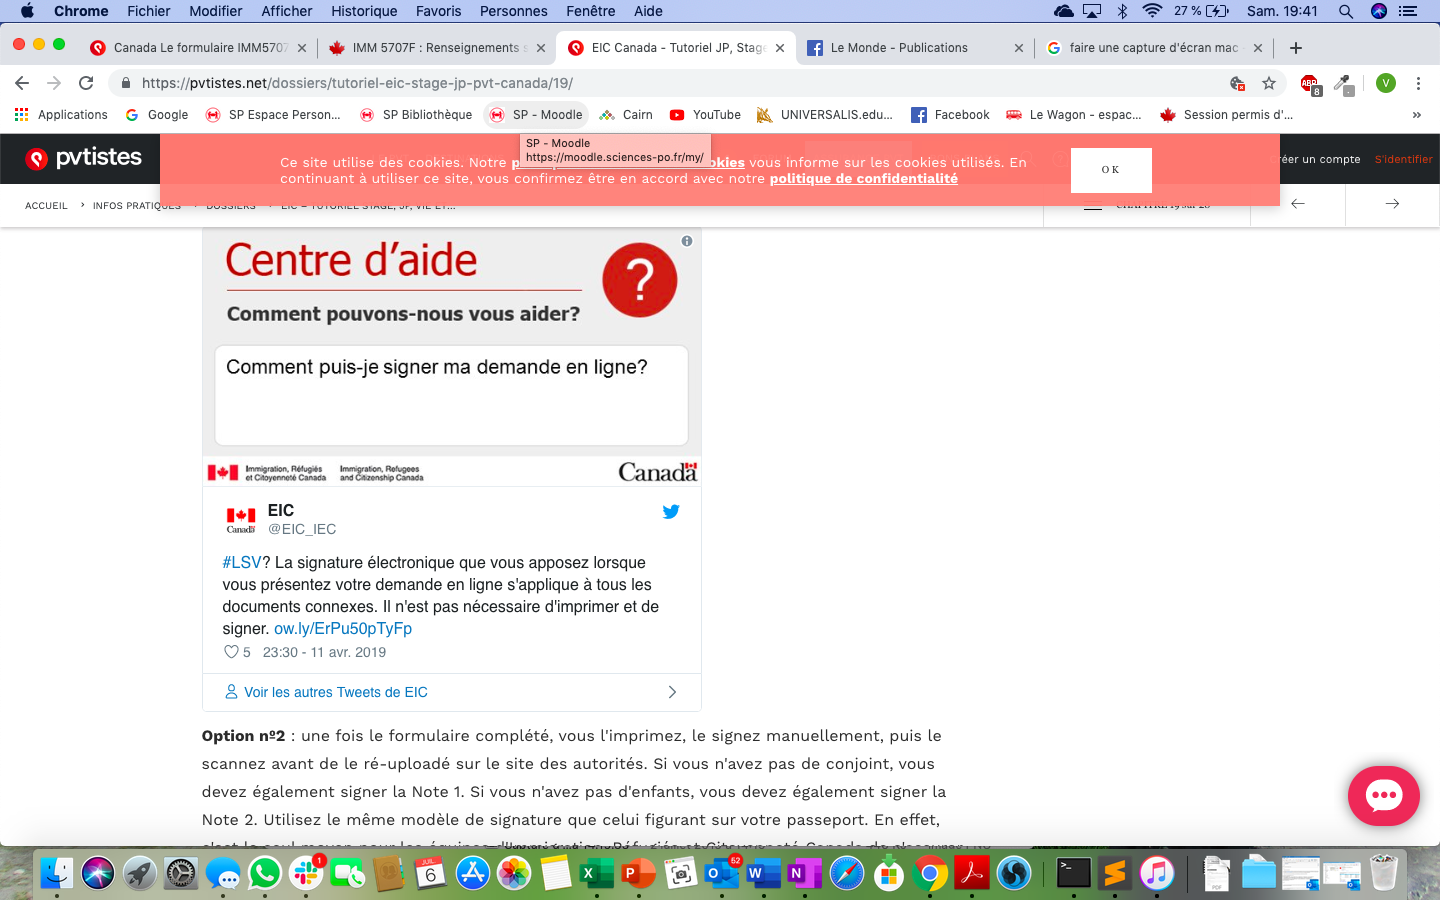 Chrome Fichier Modifier Afficher Historique Favoris Personnes Fenêtre Aide 27 % Sam. 19:41
Canada Le formulaire IMM5707
IMM 5707F : Renseignements s
EIC Canada - Tutoriel JP, Stage
Le Monde - Publications
faire une capture d'écran mac -
https://pvtistes.net/dossiers/tutoriel-eic-stage-jp-pvt-canada/19/
ABP 8
V
Applications Google SP Espace Person... SP Bibliothèque SP - Moodle Cairn YouTube UNIVERSALIS.edu... Facebook Le Wagon - espac... Session permis d'... »
SP - Moodle
https://moodle.sciences-po.fr/my/
pvtistes
Ce site utilise des cookies. Notre okies vous informe sur les cookies utilisés. En
continuant à utiliser ce site, vous confirmez être en accord avec notre politique de confidentialité
OK
réer un compte S'identifier
ACCUEIL > INFOS PRATIQUES DOSSIERS EIC – TUTORIEL STAGE, JP, VIE ET...
CHAPITRE 19 sur 20
Centre d'aide
?
Comment pouvons-nous vous aider?
Comment puis-je signer ma demande en ligne?
Immigration, Réfugiés
et Citoyenneté Canada
Immigration, Refugees
and Citizenship Canada
Canada
EIC
Canada
@EIC_IEC
#LSV? La signature électronique que vous apposez lorsque
vous présentez votre demande en ligne s'applique à tous les
documents connexes. Il n'est pas nécessaire d'imprimer et de
signer. ow.ly/ErPu50pTyFp
5 23:30 - 11 avr. 2019
Voir les autres Tweets de EIC
Option nº2 : une fois le formulaire complété, vous l'imprimez, le signez manuellement, puis le
scannez avant de le ré-uploadé sur le site des autorités. Si vous n'avez pas de conjoint, vous
devez également signer la Note 1. Si vous n'avez pas d'enfants, vous devez également signer la
Note 2. Utilisez le même modèle de signature que celui figurant sur votre passeport. En effet,
JUIL.
6
1
52
PDF